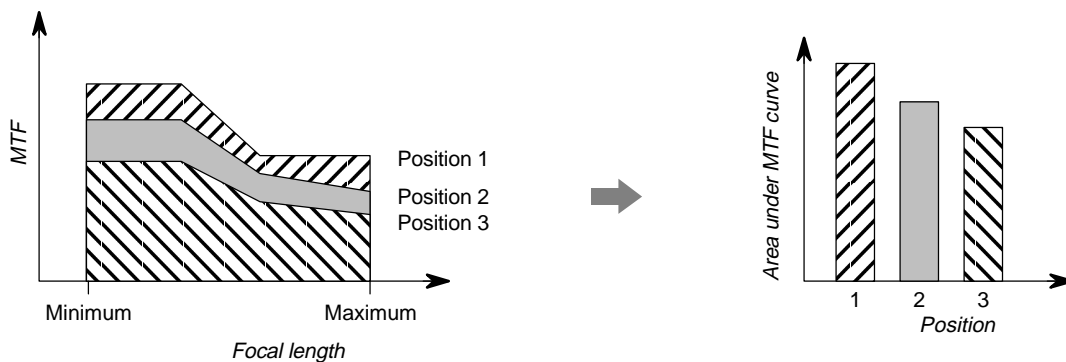 MTF
Position 1
Position 2
Position 3
Minimum
Maximum
Focal length
Area under MTF curve
1
2
3
Position